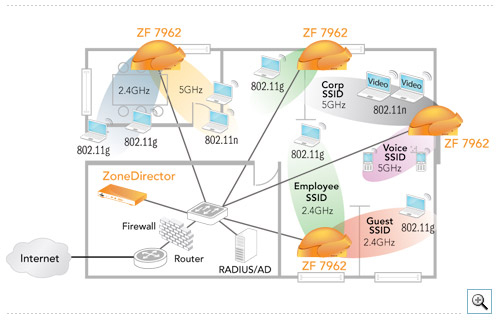 ZF 7962
ZF 7962
2.4GHz
5GHz
802.11g
802.11n
802.11g
802.11g
Corp
SSID
5GHz
Video
Video
802.11n
ZF 7962
802.11g
Voice
SSID
5GHz
ZoneDirector
Employee
SSID
2.4GHz
802.11g
Guest
SSID
2.4GHz
Firewall
Router
Internet
RADIUS/AD
ZF 7962